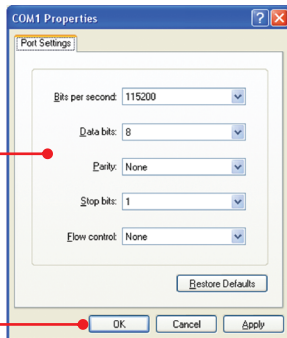 COM1 Properties
Port Settings
Bits per second: 115200
Data bits: 8
Parity: None
Stop bits: 1
Flow control: None
Restore Defaults
OK Cancel Apply